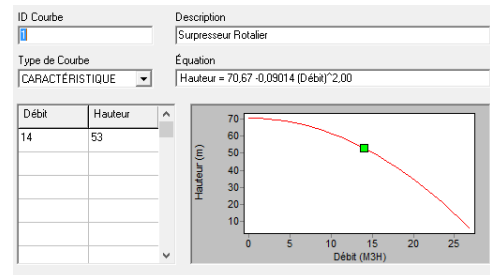 ID Courbe
Description
1
Surpresseur Rotalier
Type de Courbe
Équation
CARACTÉRISTIQUE
Hauteur = 70,67 -0,09014 (Débit)^2,00
Débit Hauteur
14 53
70
60
50
40
30
20
10
Hauteur (m)
0 5 10 15 20 25
Débit (M3H)